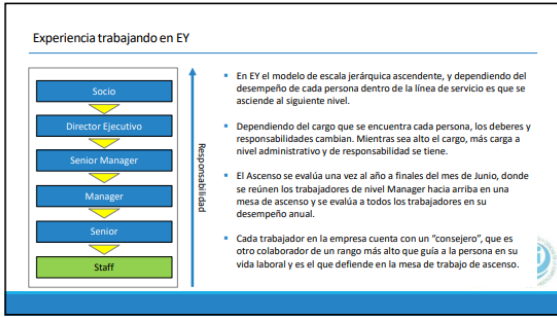 Experiencia trabajando en EY
Socio
Director Ejecutivo
Senior Manager
Manager
Senior
Staff
Responsabilidad
En EY el modelo de escala jerárquica ascendente, y dependiendo del
desempeño de cada persona dentro de la línea de servicio es que se
asciende al siguiente nivel.
Dependiendo del cargo que se encuentra cada persona, los deberes y
responsabilidades cambian. Mientras sea alto el cargo, más carga a
nivel administrativo y de responsabilidad se tiene.
El Ascenso se evalúa una vez al año a finales del mes de Junio, donde
se reúnen los trabajadores de nivel Manager hacia arriba en una
mesa de ascenso y se evalúa a todos los trabajadores en su
desempeño anual.
Cada trabajador en la empresa cuenta con un "consejero", que es
otro colaborador de un rango más alto que guía a la persona en su
vida laboral y es el que defiende en la mesa de trabajo de ascenso.